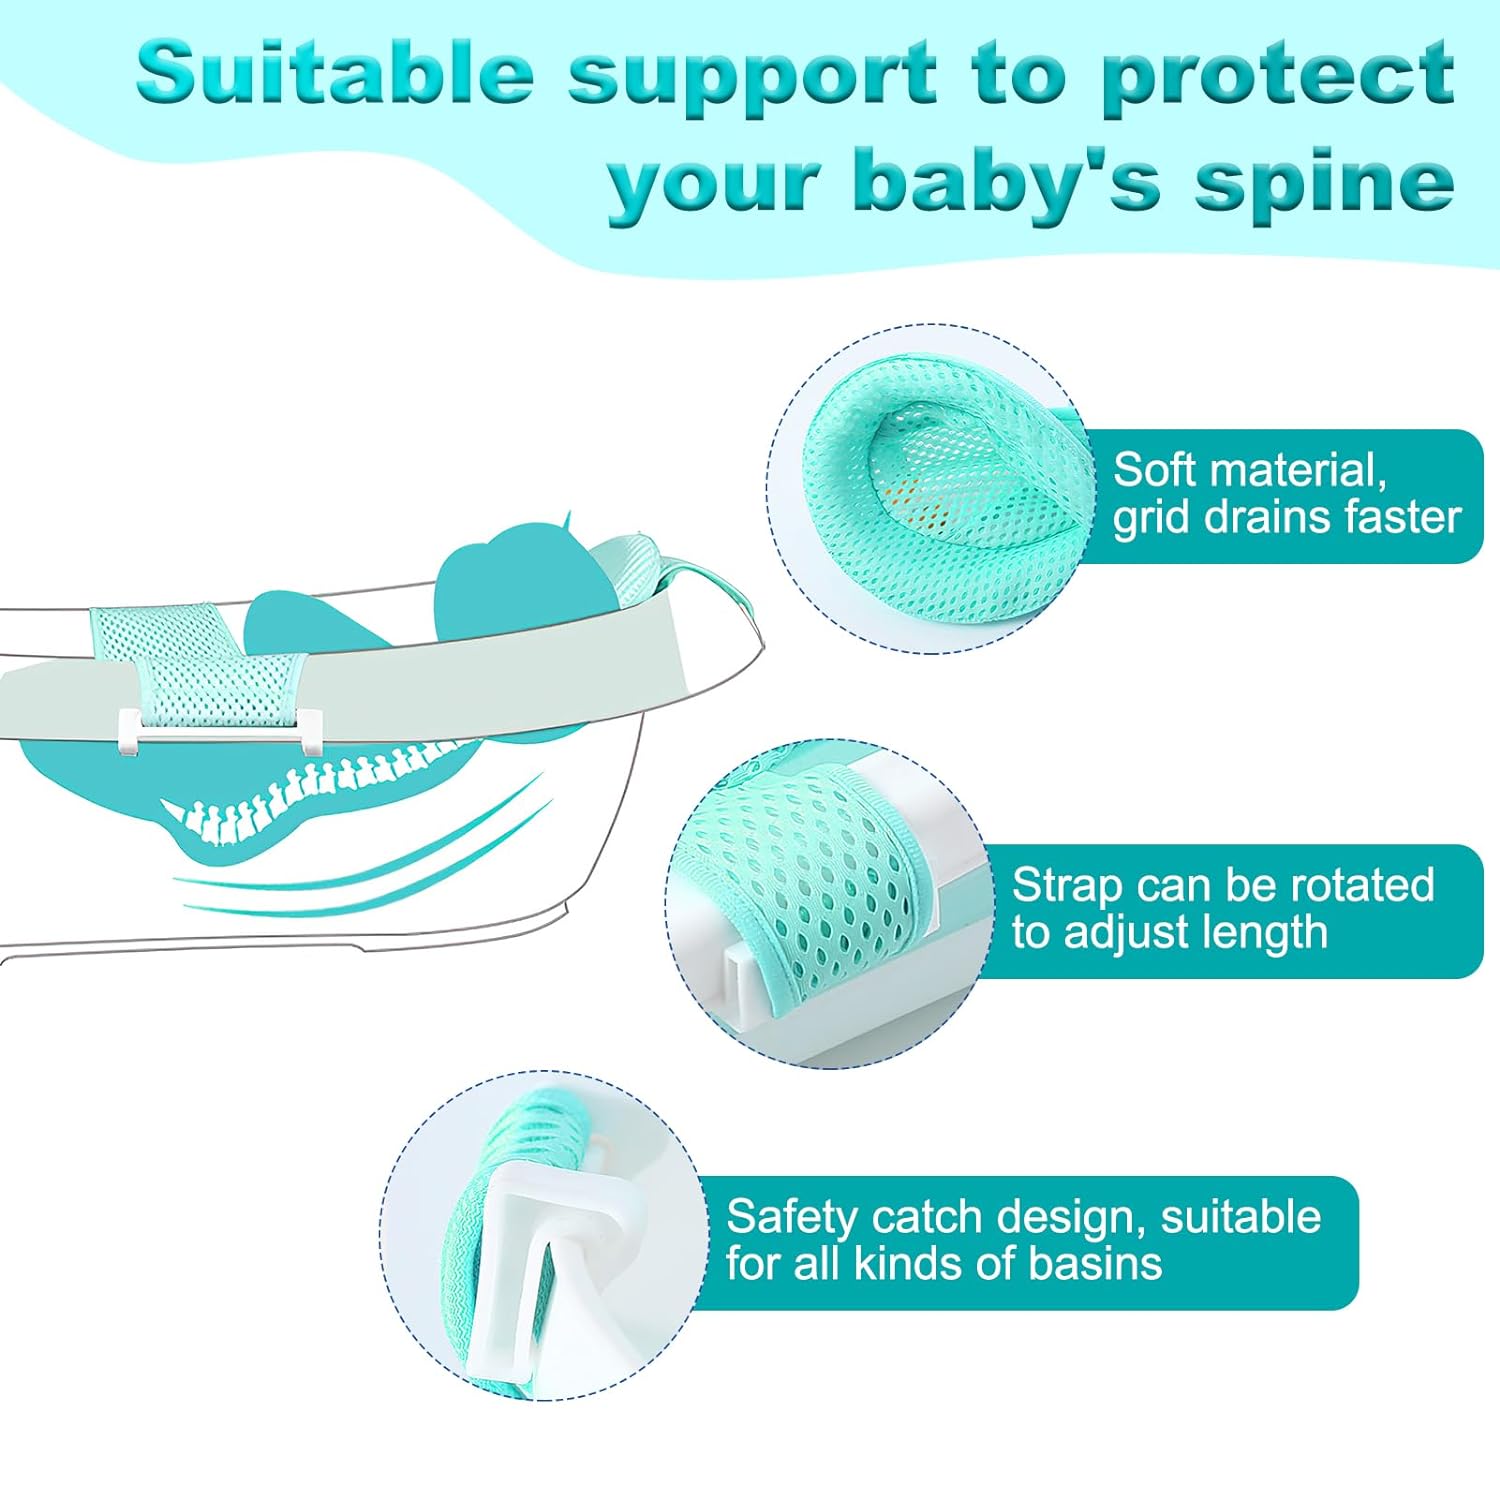 Suitable support to protect
your baby's spine
Soft material,
grid drains faster
Strap can be rotated
to adjust length
Safety catch design, suitable
for all kinds of basins